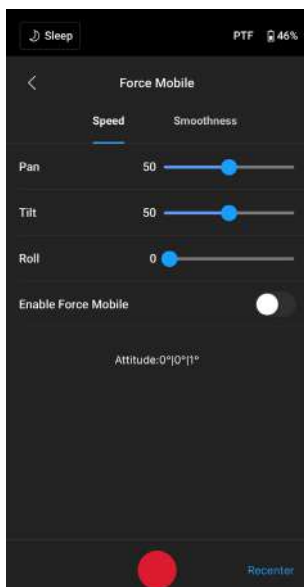 Sleep PTF 46%
Force Mobile
Speed Smoothness
Pan 50
Tilt 50
Roll 0
Enable Force Mobile
Attitude:0°|0°|1°
Recenter